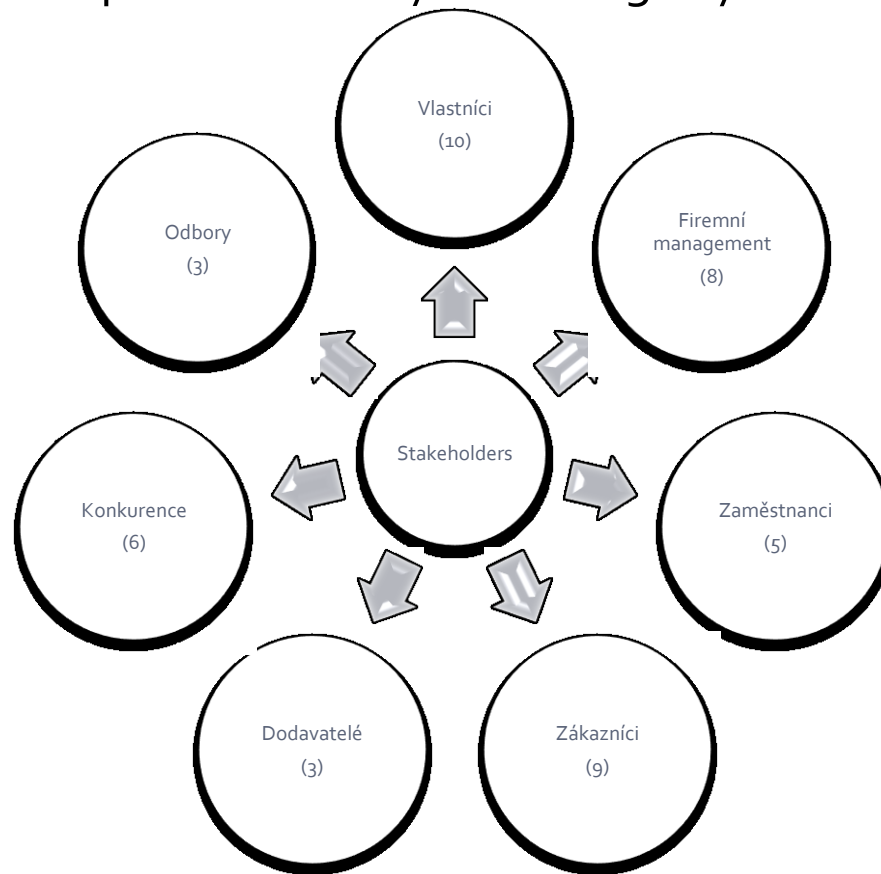 Vlastníci
(10)
Odbory
(3)
Firemní
management
(8)
Stakeholders
Konkurence
(6)
Zaměstnanci
(5)
Dodavatelé
(3)
Zákazníci
(9)